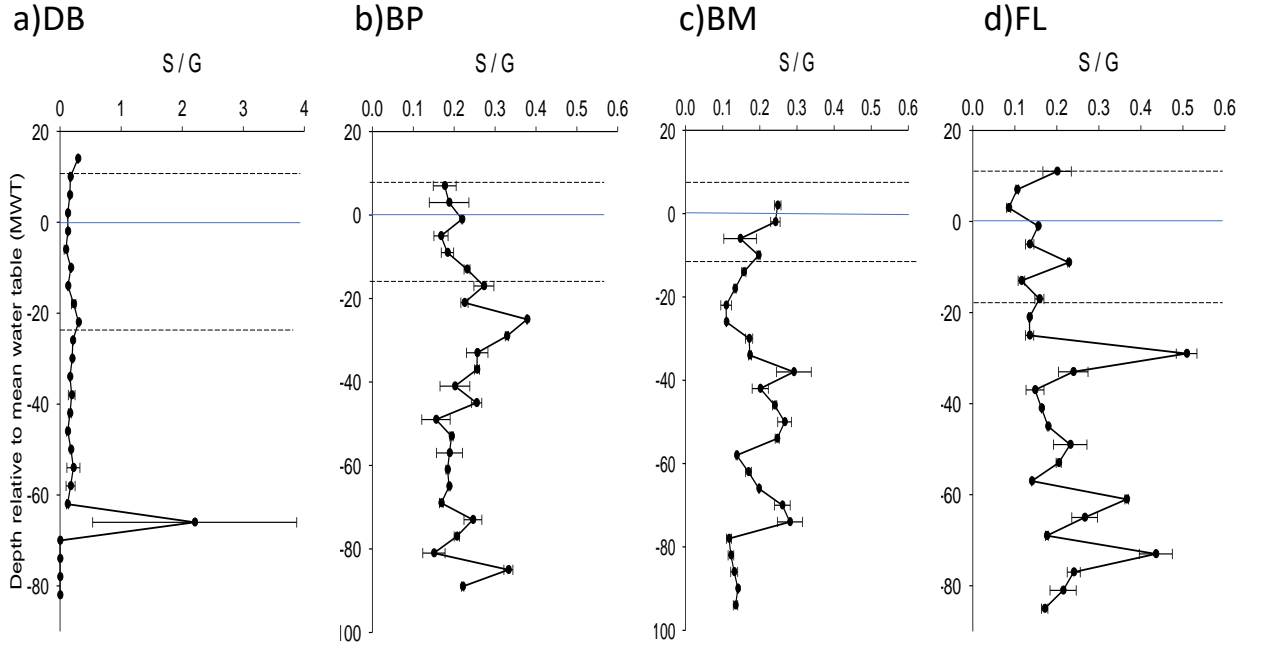 a)DB b)BP c)BM d)FL
S / G S / G S / G S / G
0 1 2 3 4 0.0 0.1 0.2 0.3 0.4 0.5 0.6 0.0 0.1 0.2 0.3 0.4 0.5 0.6 0.0 0.1 0.2 0.3 0.4 0.5 0.6
20 20 20 20
0 0 0 0
-20 -20 -20 -20
-40 -40 -40 -40
-60 -60 -60 -60
-80 -80 -80 -80
100 100
Depth relative to mean water table (MWT)